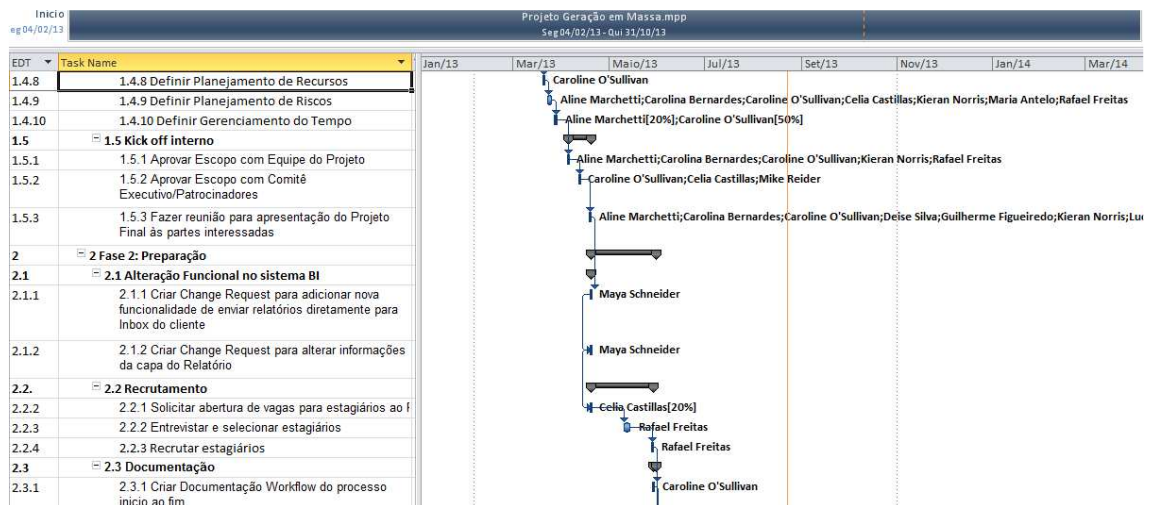 Início
seg 04/02/13
Projeto Geração em Massa.mpp
Seg 04/02/13 - Qui 31/10/13
EDT Task Name Jan/13 Mar/13 Maio/13 Jul/13 Set/13 Nov/13 Jan/14 Mar/14
1.4.8 1.4.8 Definir Planejamento de Recursos Caroline O'Sullivan
1.4.9 1.4.9 Definir Planejamento de Riscos Aline Marchetti;Carolina Bernardes;Caroline O'Sullivan;Celia Castillas;Kieran Norris;Maria Antelo;Rafael Freitas
1.4.10 1.4.10 Definir Gerenciamento do Tempo Aline Marchetti[20%];Caroline O'Sullivan[50%]
1.5 1.5 Kick off interno
1.5.1 1.5.1 Aprovar Escopo com Equipe do Projeto Aline Marchetti;Carolina Bernardes;Caroline O'Sullivan;Kieran Norris;Rafael Freitas
1.5.2 1.5.2 Aprovar Escopo com Comitê Caroline O'Sullivan;Celia Castillas;Mike Reider
Executivo/Patrocinadores
1.5.3 1.5.3 Fazer reunião para apresentação do Projeto Aline Marchetti;Carolina Bernardes;Caroline O'Sullivan;Deise Silva;Guilherme Figueiredo;Kieran Norris;Lu
Final às partes interessadas
2 2 Fase 2: Preparação
2.1 2.1 Alteração Funcional no sistema BI
2.1.1 2.1.1 Criar Change Request para adicionar nova Maya Schneider
funcionalidade de enviar relatórios diretamente para
Inbox do cliente
2.1.2 2.1.2 Criar Change Request para alterar informações Maya Schneider
da capa do Relatório
2.2. 2.2 Recrutamento
2.2.2 2.2.1 Solicitar abertura de vagas para estagiários ao Celia Castillas[20%]
2.2.3 2.2.2 Entrevistar e selecionar estagiários Rafael Freitas
2.2.4 2.2.3 Recrutar estagiários Rafael Freitas
2.3 2.3 Documentação
2.3.1 2.3.1 Criar Documentação Workflow do processo Caroline O'Sullivan
inicio ao fim